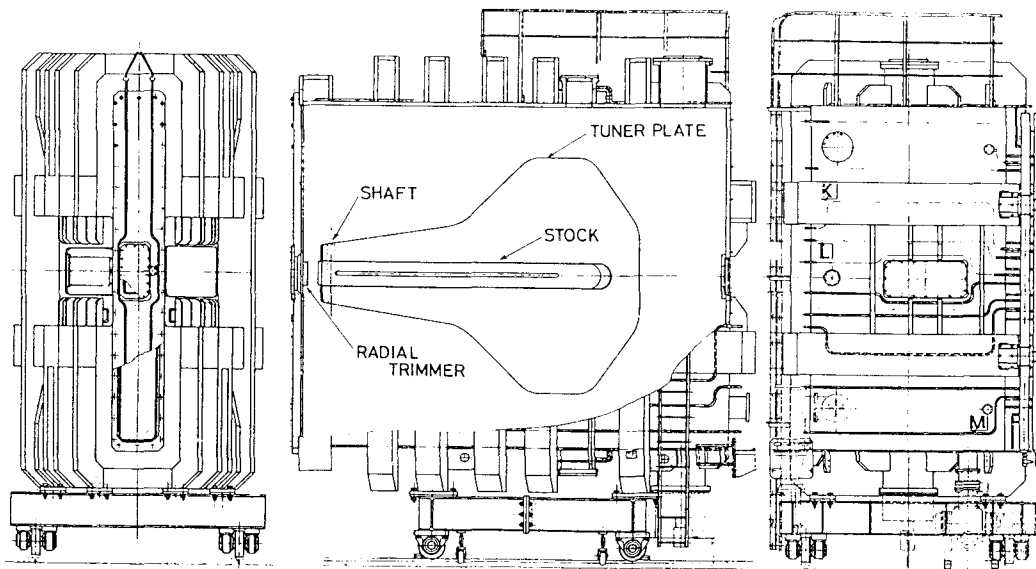 TUNER PLATE
SHAFT
STOCK
RADIAL
TRIMMER
K
L
M